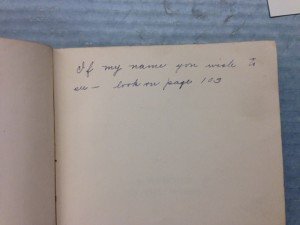 If my name you wish to
see — look on page 103